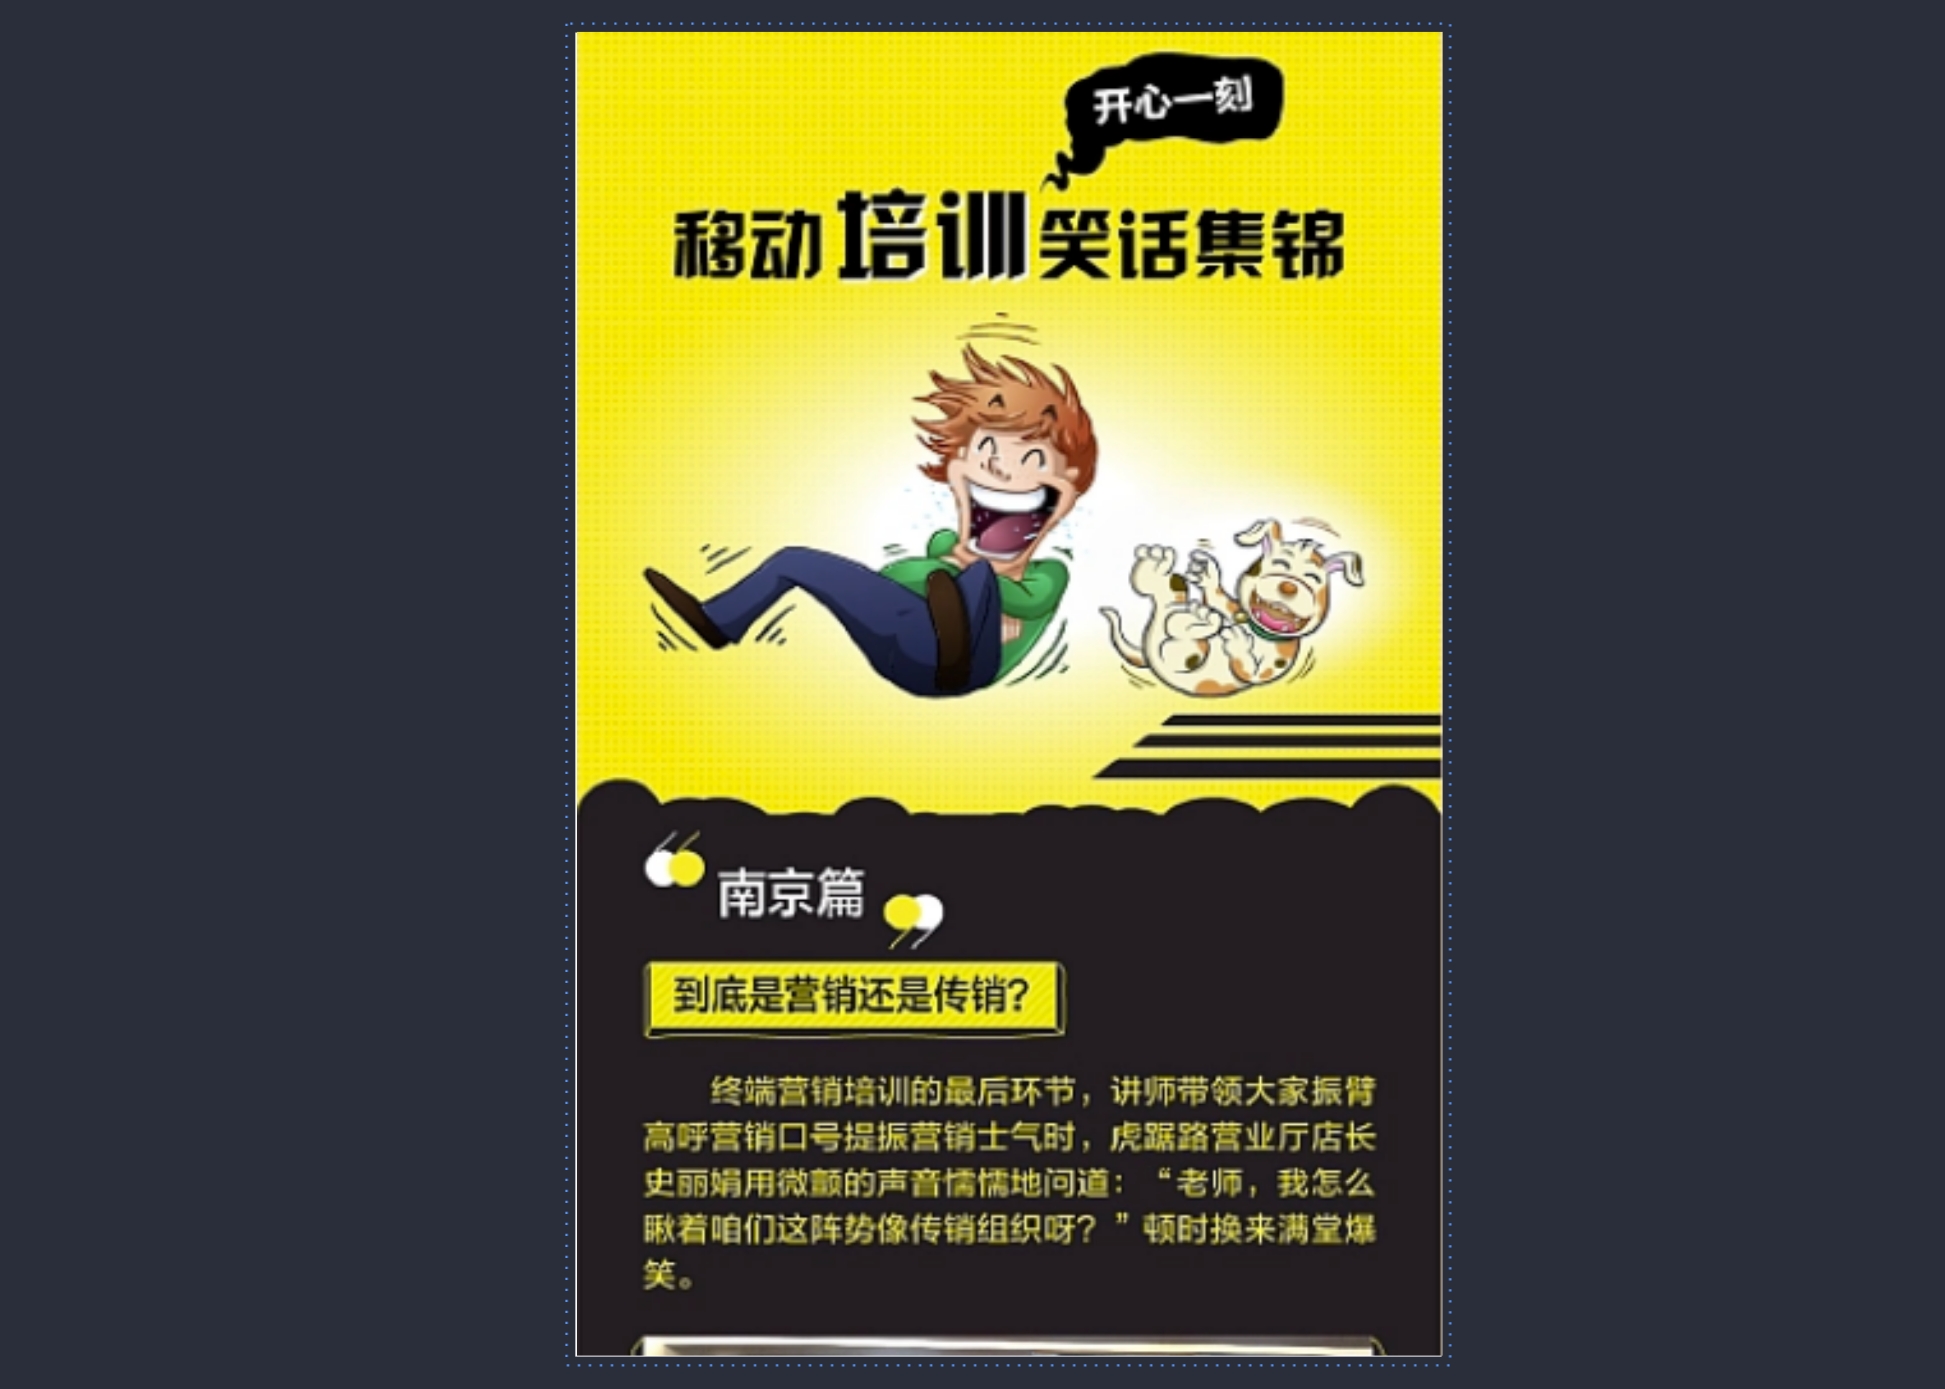 开心一刻
移动培训笑话集锦
南京篇
到底是营销还是传销?
终端营销培训的最后环节，讲师带领大家振臂
高呼营销口号提振营销士气时，虎踞路营业厅店长
史丽娟用微颤的声音懦懦地问道：“老师，我怎么
瞅着咱们这阵势像传销组织呀？”顿时换来满堂爆
笑。